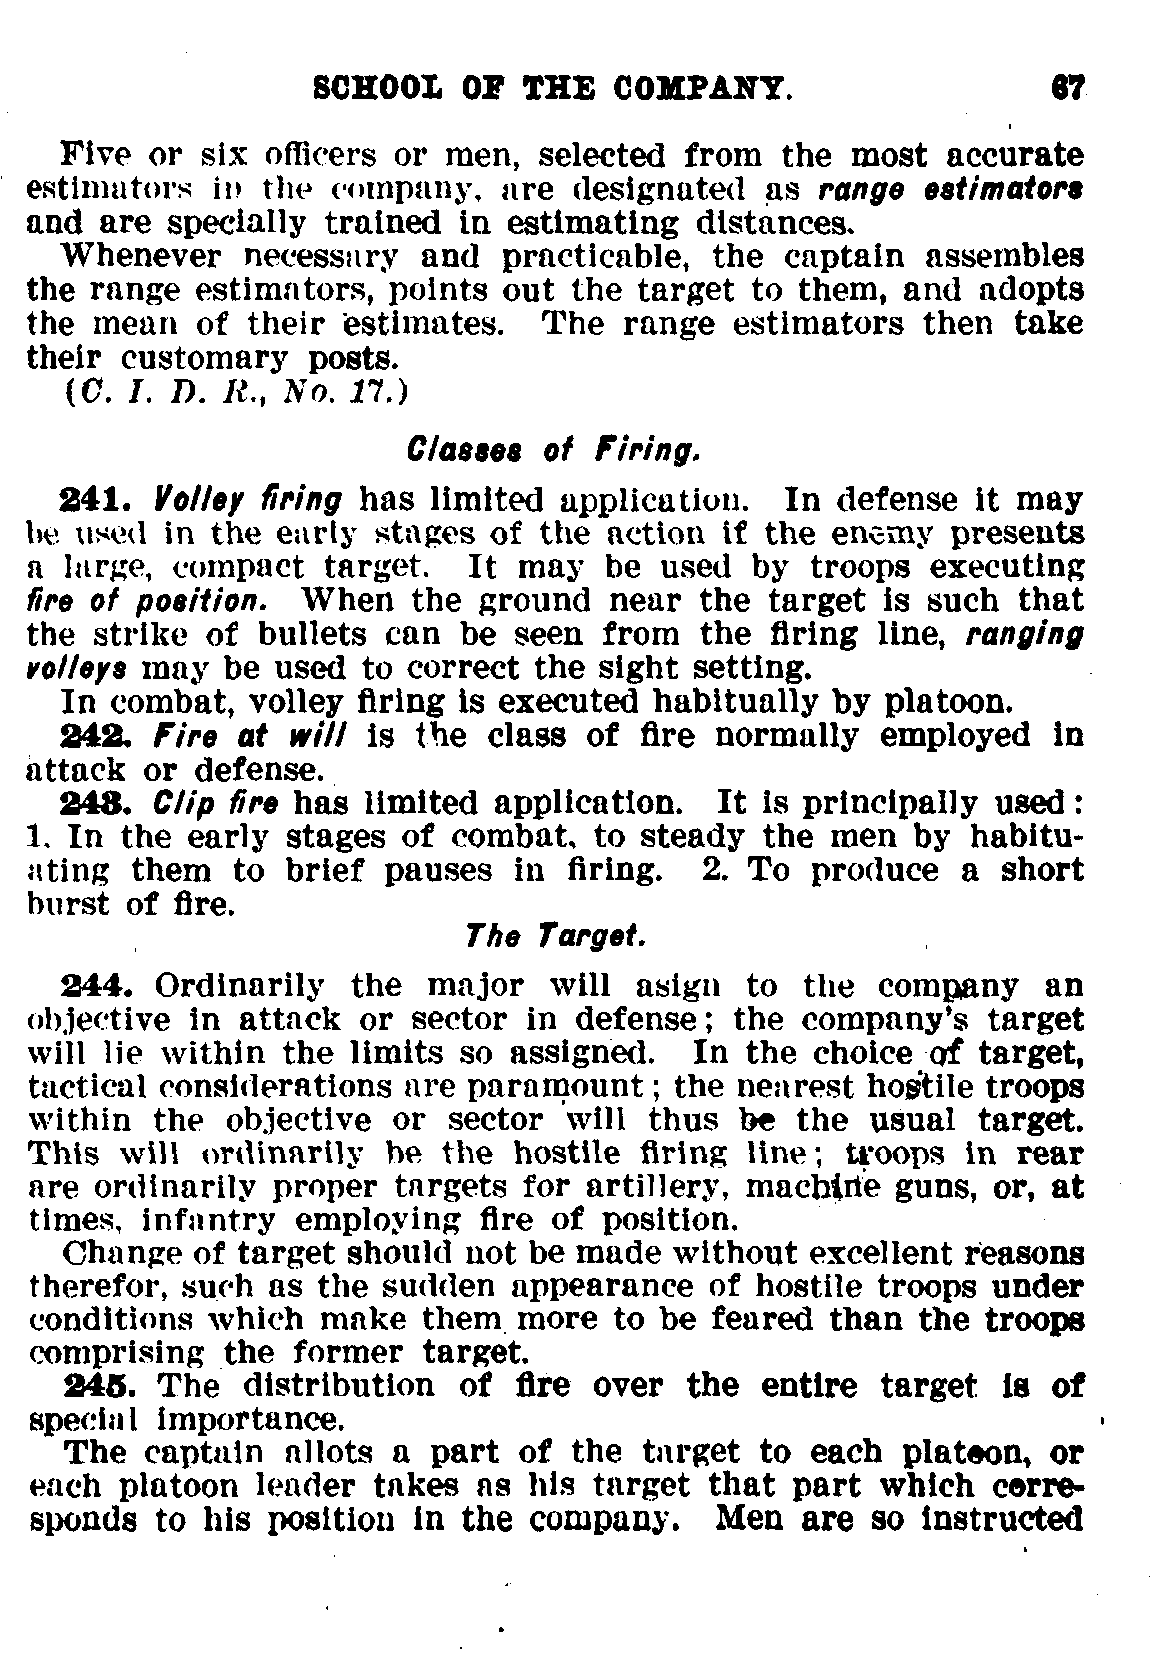 SCHOOL OF THE COMPANY. 67
Five or six officers or men, selected from the most accurate
estimators in the company, are designated as range estimators
and are specially trained in estimating distances.
Whenever necessary and practicable, the captain assembles
the range estimators, points out the target to them, and adopts
the mean of their estimates. The range estimators then take
their customary posts.
(C. I. D. R., No. 17.)
Classes of Firing.
241. Volley firing has limited application. In defense it may
be used in the early stages of the action if the enemy presents
a large, compact target. It may be used by troops executing
fire of position. When the ground near the target is such that
the strike of bullets can be seen from the firing line, ranging
volleys may be used to correct the sight setting.
In combat, volley firing is executed habitually by platoon.
242. Fire at will is the class of fire normally employed in
attack or defense.
243. Clip fire has limited application. It is principally used:
1. In the early stages of combat, to steady the men by habitu-
ating them to brief pauses in firing. 2. To produce a short
burst of fire.
The Target.
244. Ordinarily the major will asign to the company an
objective in attack or sector in defense; the company's target
will lie within the limits so assigned. In the choice of target,
tactical considerations are paramount; the nearest hostile troops
within the objective or sector will thus be the usual target.
This will ordinarily be the hostile firing line; troops in rear
are ordinarily proper targets for artillery, machine guns, or, at
times, infantry employing fire of position.
Change of target should not be made without excellent reasons
therefor, such as the sudden appearance of hostile troops under
conditions which make them more to be feared than the troops
comprising the former target.
245. The distribution of fire over the entire target is of
special importance.
The captain allots a part of the target to each platoon, or
each platoon leader takes as his target that part which corre-
sponds to his position in the company. Men are so instructed